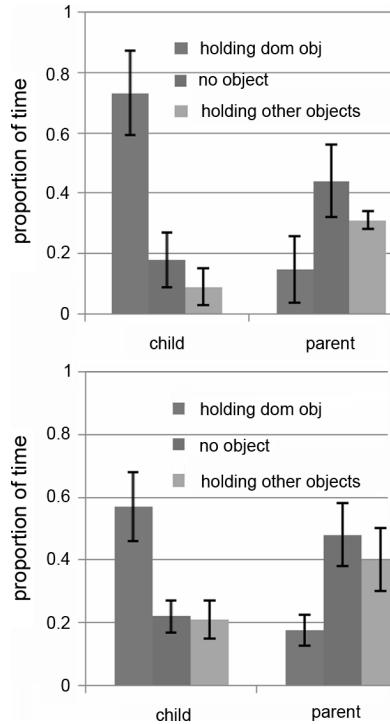 1
holding dom obj
0.8
no object
holding other objects
0.6
proportion of time
0.4
0.2
0
child parent
1
holding dom obj
0.8
no object
holding other objects
0.6
proportion of time
0.4
0.2
0
child parent